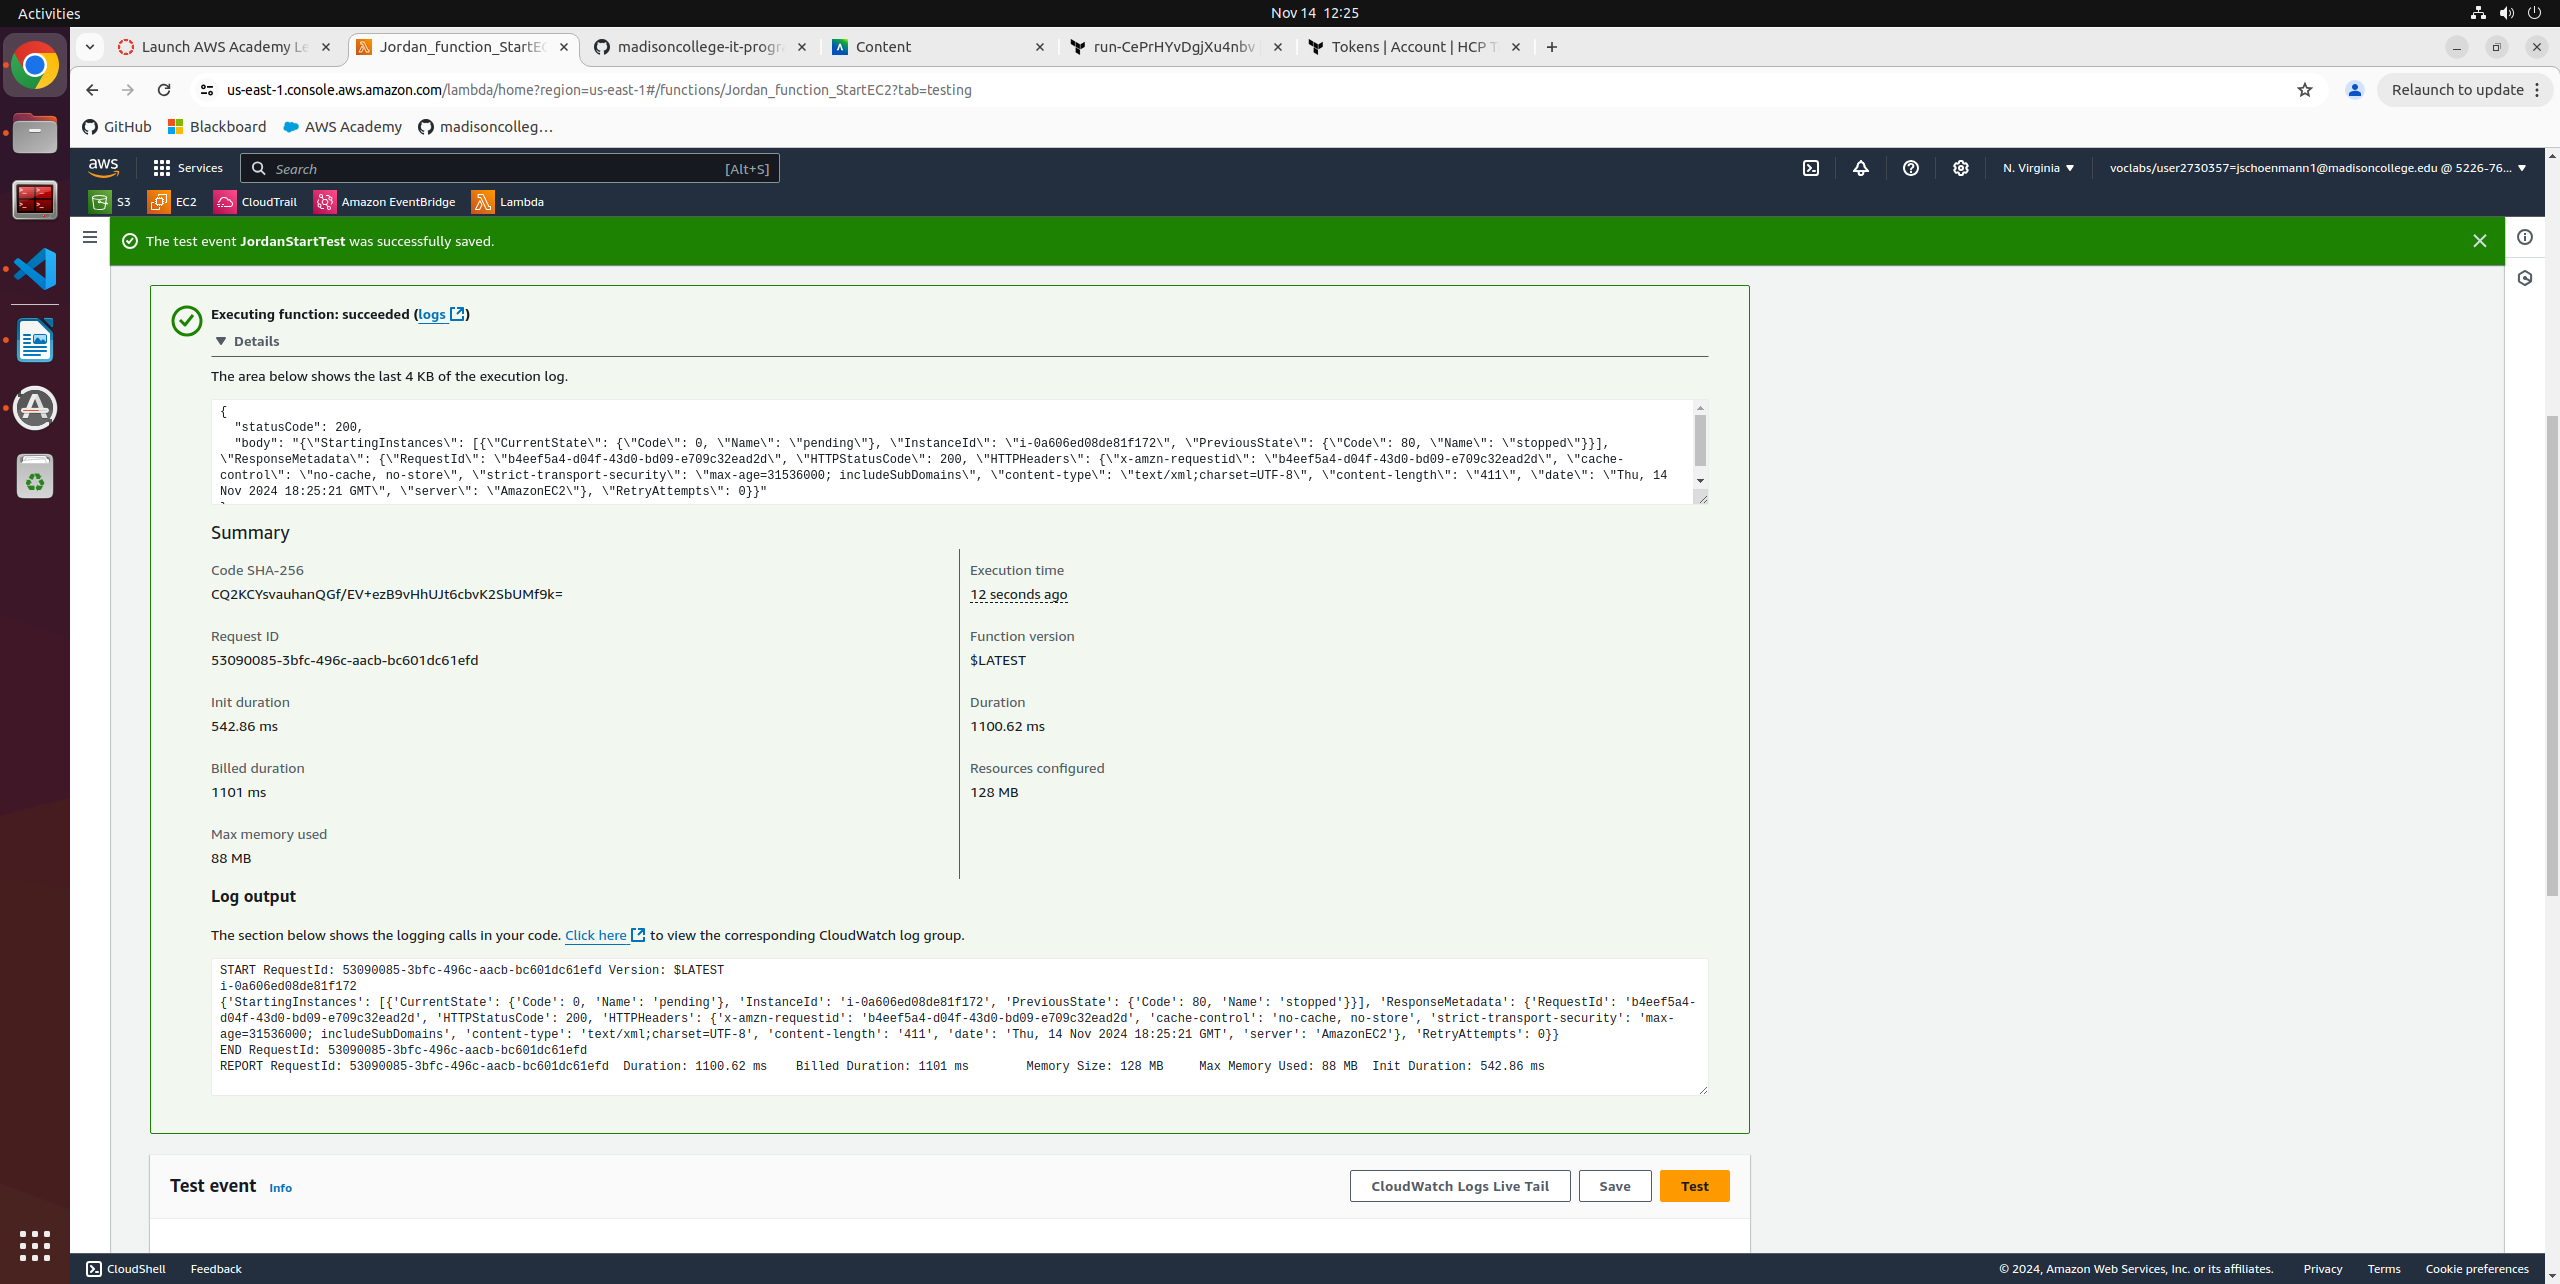 Activities
Nov 14 12:25
Launch AWS Academy Le
Jordan_function_StartEC
madisoncollege-it-progra
Content
run-CePrHYvDgjXu4nbv
Tokens | Account | HCP T
us-east-1.console.aws.amazon.com/lambda/home?region=us-east-1#/functions/Jordan_function_StartEC2?tab=testing
Relaunch to update
GitHub
Blackboard
AWS Academy
madisoncolleg…
aws
Services
Search
[Alt+S]
N. Virginia
voclabs/user2730357=jschoenmann1@madisoncollege.edu @ 5226-76...
S3
EC2
CloudTrail
Amazon EventBridge
Lambda
The test event JordanStartTest was successfully saved.
Executing function: succeeded (logs)
Details
The area below shows the last 4 KB of the execution log.
{
"statusCode": 200,
"body": "{\"StartingInstances\": [{\"CurrentState\": {\"Code\": 0, \"Name\": \"pending\"}, \"InstanceId\": \"i-0a606ed08de81f172\", \"PreviousState\": {\"Code\": 80, \"Name\": \"stopped\"}}],
\"ResponseMetadata\": {\"RequestId\": \"b4eef5a4-d04f-43d0-bd09-e709c32ead2d\", \"HTTPStatusCode\": 200, \"HTTPHeaders\": {\"x-amzn-requestid\": \"b4eef5a4-d04f-43d0-bd09-e709c32ead2d\", \"cache-
control\": \"no-cache, no-store\", \"strict-transport-security\": \"max-age=31536000; includeSubDomains\", \"content-type\": \"text/xml;charset=UTF-8\", \"content-length\": \"411\", \"date\": \"Thu, 14
Nov 2024 18:25:21 GMT\", \"server\": \"AmazonEC2\"}, \"RetryAttempts\": 0}}"
Summary
Code SHA-256
CQ2KCYsvauhanQGf/EV+ezB9vHhUJt6cbvK2SbUMf9k=
Execution time
12 seconds ago
Request ID
53090085-3bfc-496c-aacb-bc601dc61efd
Function version
$LATEST
Init duration
542.86 ms
Duration
1100.62 ms
Billed duration
1101 ms
Resources configured
128 MB
Max memory used
88 MB
Log output
The section below shows the logging calls in your code. Click here to view the corresponding CloudWatch log group.
START RequestId: 53090085-3bfc-496c-aacb-bc601dc61efd Version: $LATEST
i-0a606ed08de81f172
{'StartingInstances': [{'CurrentState': {'Code': 0, 'Name': 'pending'}, 'InstanceId': 'i-0a606ed08de81f172', 'PreviousState': {'Code': 80, 'Name': 'stopped'}}], 'ResponseMetadata': {'RequestId': 'b4eef5a4-
d04f-43d0-bd09-e709c32ead2d', 'HTTPStatusCode': 200, 'HTTPHeaders': {'x-amzn-requestid': 'b4eef5a4-d04f-43d0-bd09-e709c32ead2d', 'cache-control': 'no-cache, no-store', 'strict-transport-security': 'max-
age=31536000; includeSubDomains', 'content-type': 'text/xml;charset=UTF-8', 'content-length': '411', 'date': 'Thu, 14 Nov 2024 18:25:21 GMT', 'server': 'AmazonEC2'}, 'RetryAttempts': 0}}
END RequestId: 53090085-3bfc-496c-aacb-bc601dc61efd
REPORT RequestId: 53090085-3bfc-496c-aacb-bc601dc61efd Duration: 1100.62 ms Billed Duration: 1101 ms Memory Size: 128 MB Max Memory Used: 88 MB Init Duration: 542.86 ms
Test event
Info
CloudWatch Logs Live Tail
Save
Test
CloudShell
Feedback
© 2024, Amazon Web Services, Inc. or its affiliates.
Privacy
Terms
Cookie preferences